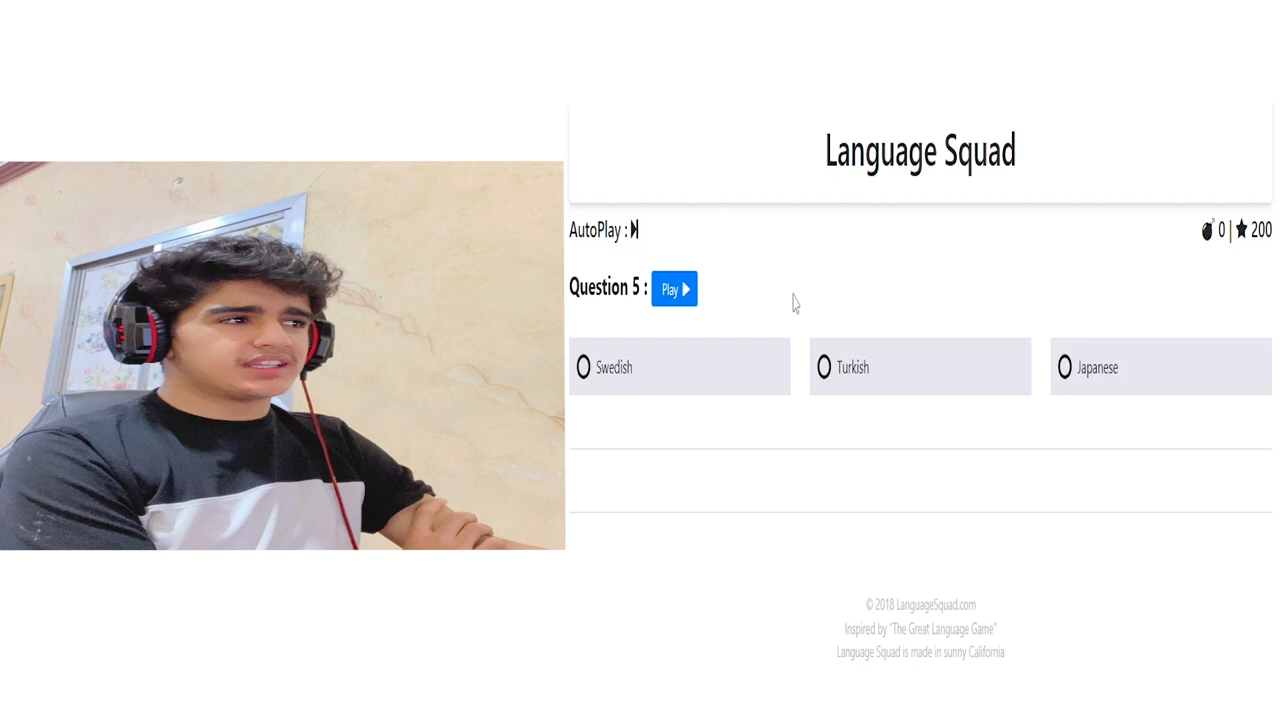 Language Squad
AutoPlay :
0 | ★ 200
Question 5 : Play
Swedish
Turkish
Japanese
© 2018 LanguageSquad.com
Inspired by "The Great Language Game"
Language Squad is made in sunny California